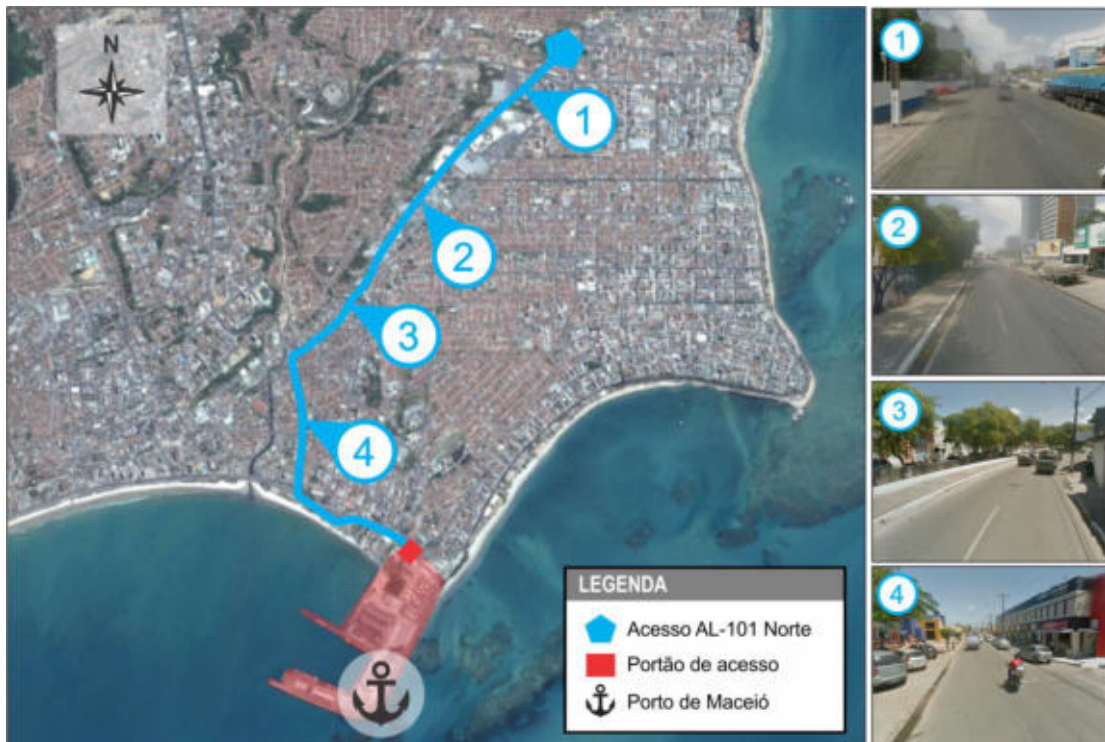 N
1
2
3
4
LEGENDA
Acesso AL-101 Norte
Portão de acesso
Porto de Maceió
1
2
3
4